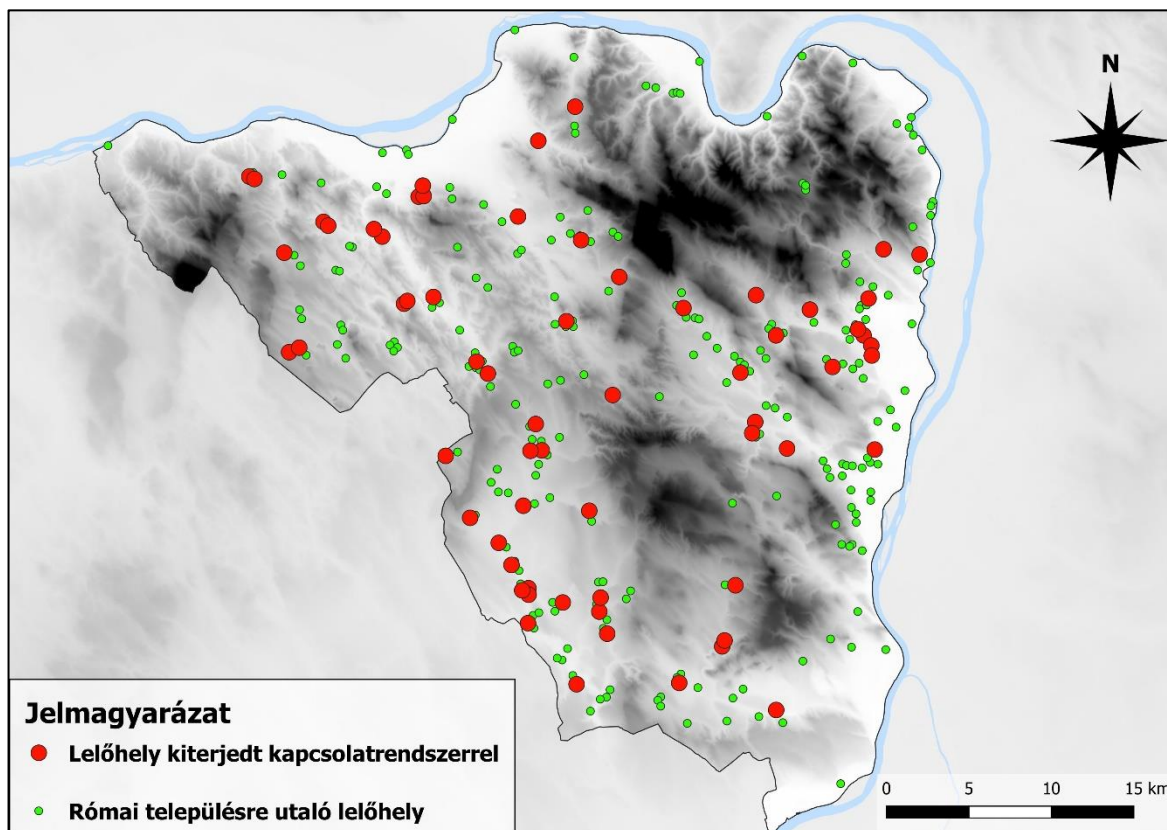 N
Jelmagyarázat
Lelőhely kiterjedt kapcsolatrendszerrel
Római településre utaló lelőhely
0 5 10 15 km